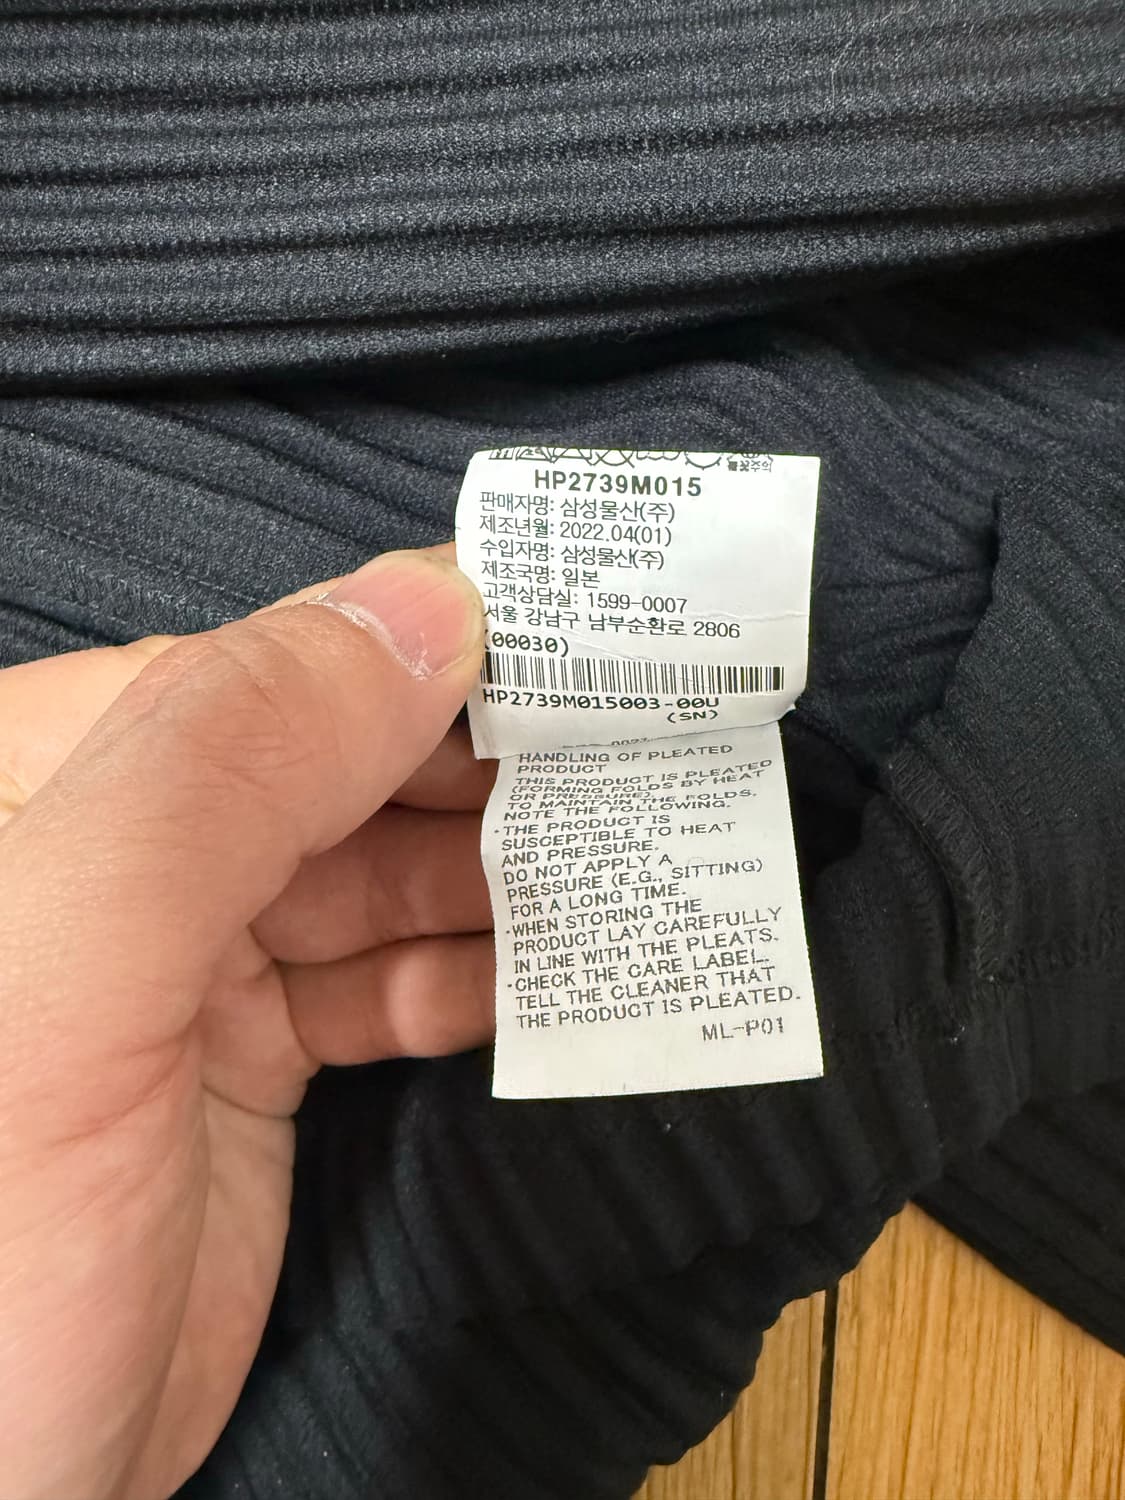 불꽃주의
HP2739M015
판매자명: 삼성물산(주)
제조년월: 2022.04(01)
수입자명: 삼성물산(주)
제조국명: 일본
고객상담실: 1599-0007
서울 강남구 남부순환로 2806
(00030)
HP2739M015003-00U
(SN)
HANDLING OF PLEATED
PRODUCT
THIS PRODUCT IS PLEATED
(FORMING FOLDS BY HEAT
OR PRESSURE).
TO MAINTAIN THE FOLDS,
NOTE THE FOLLOWING.
·THE PRODUCT IS
SUSCEPTIBLE TO HEAT
AND PRESSURE.
DO NOT APPLY A
PRESSURE (E.G., SITTING)
FOR A LONG TIME.
·WHEN STORING THE
PRODUCT LAY CAREFULLY
IN LINE WITH THE PLEATS.
·CHECK THE CARE LABEL.
TELL THE CLEANER THAT
THE PRODUCT IS PLEATED.
ML-P01